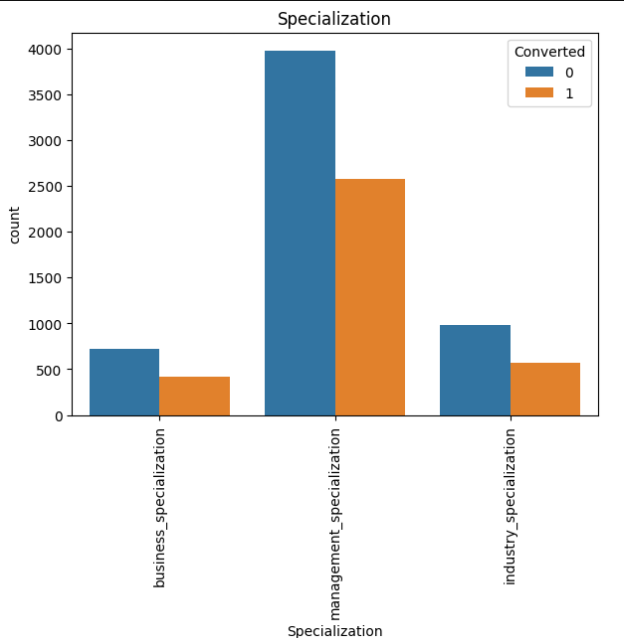 Specialization
Converted
0
1
4000
3500
3000
2500
2000
1500
1000
500
0
count
business_specialization
management_specialization
industry_specialization
Specialization